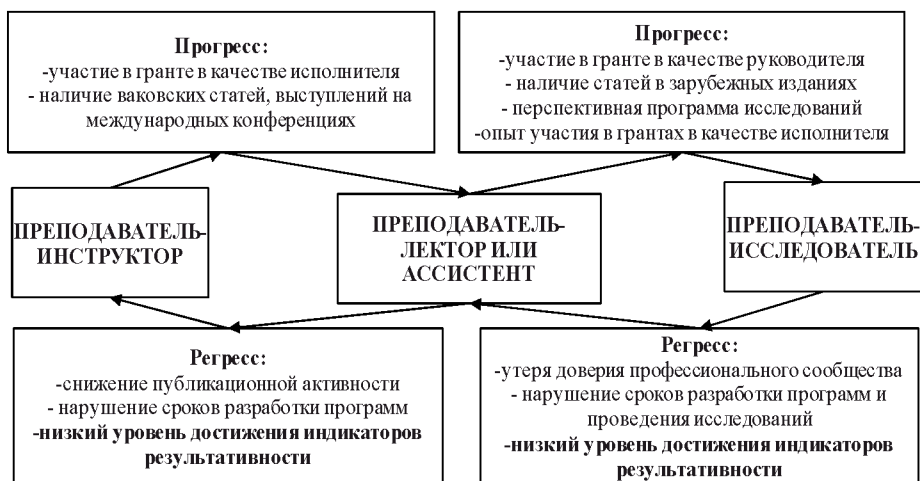 Прогресс:
-участие в гранте в качестве исполнителя
- наличие ваковских статей, выступлений на
международных конференциях
Прогресс:
-участие в гранте в качестве руководителя
- наличие статей в зарубежных изданиях
- перспективная программа исследований
-опыт участия в грантах в качестве исполнителя
ПРЕПОДАВАТЕЛЬ-
ИНСТРУКТОР
ПРЕПОДАВАТЕЛЬ-
ЛЕКТОР ИЛИ
АССИСТЕНТ
ПРЕПОДАВАТЕЛЬ-
ИССЛЕДОВАТЕЛЬ
Регресс:
-снижение публикационной активности
- нарушение сроков разработки программ
-низкий уровень достижения индикаторов
результативности
Регресс:
-утеря доверия профессионального сообщества
- нарушение сроков разработки программ и
проведения исследований
-низкий уровень достижения индикаторов
результативности